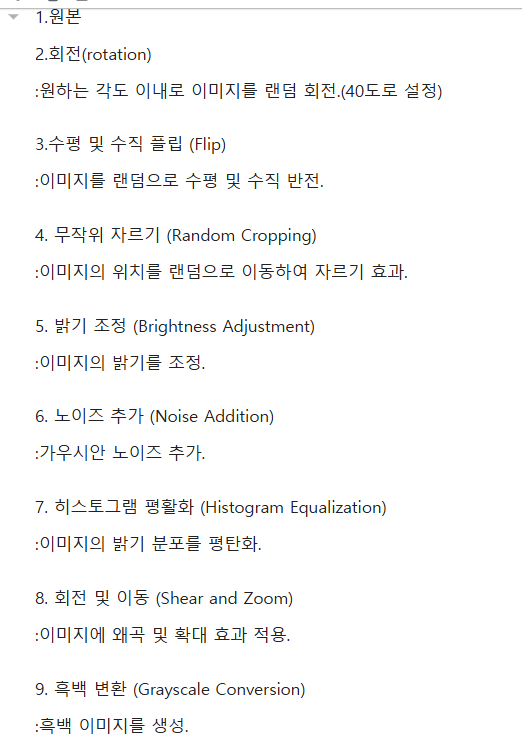 1.원본
2.회전(rotation)
:원하는 각도 이내로 이미지를 랜덤 회전.(40도로 설정)
3.수평 및 수직 플립 (Flip)
:이미지를 랜덤으로 수평 및 수직 반전.
4. 무작위 자르기 (Random Cropping)
:이미지의 위치를 랜덤으로 이동하여 자르기 효과.
5. 밝기 조정 (Brightness Adjustment)
:이미지의 밝기를 조정.
6. 노이즈 추가 (Noise Addition)
:가우시안 노이즈 추가.
7. 히스토그램 평활화 (Histogram Equalization)
:이미지의 밝기 분포를 평탄화.
8. 회전 및 이동 (Shear and Zoom)
:이미지에 왜곡 및 확대 효과 적용.
9. 흑백 변환 (Grayscale Conversion)
:흑백 이미지를 생성.